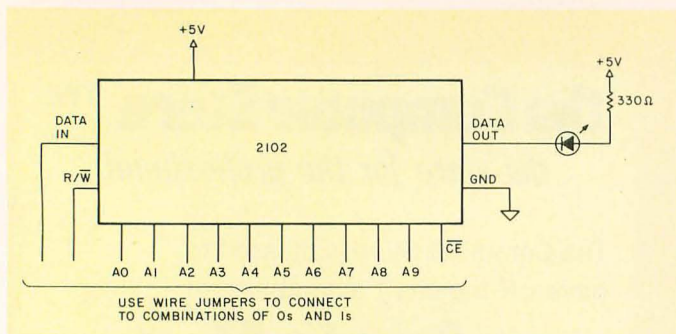 +5V
+5V
330Ω
DATA
IN
DATA
OUT
2102
R/W̅
GND
C̅E̅
A0 A1 A2 A3 A4 A5 A6 A7 A8 A9
USE WIRE JUMPERS TO CONNECT
TO COMBINATIONS OF 0s AND 1s